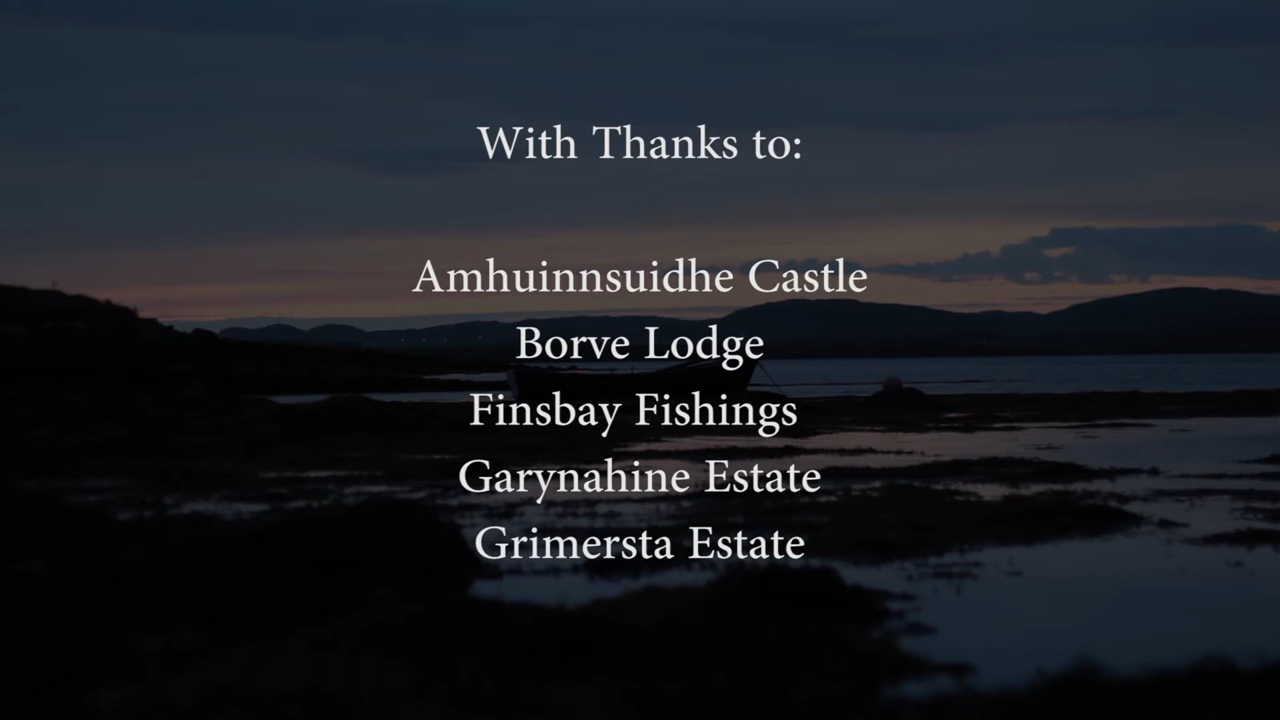 With Thanks to:
Amhuinnsuidhe Castle
Borve Lodge
Finsbay Fishings
Garynahine Estate
Grimersta Estate